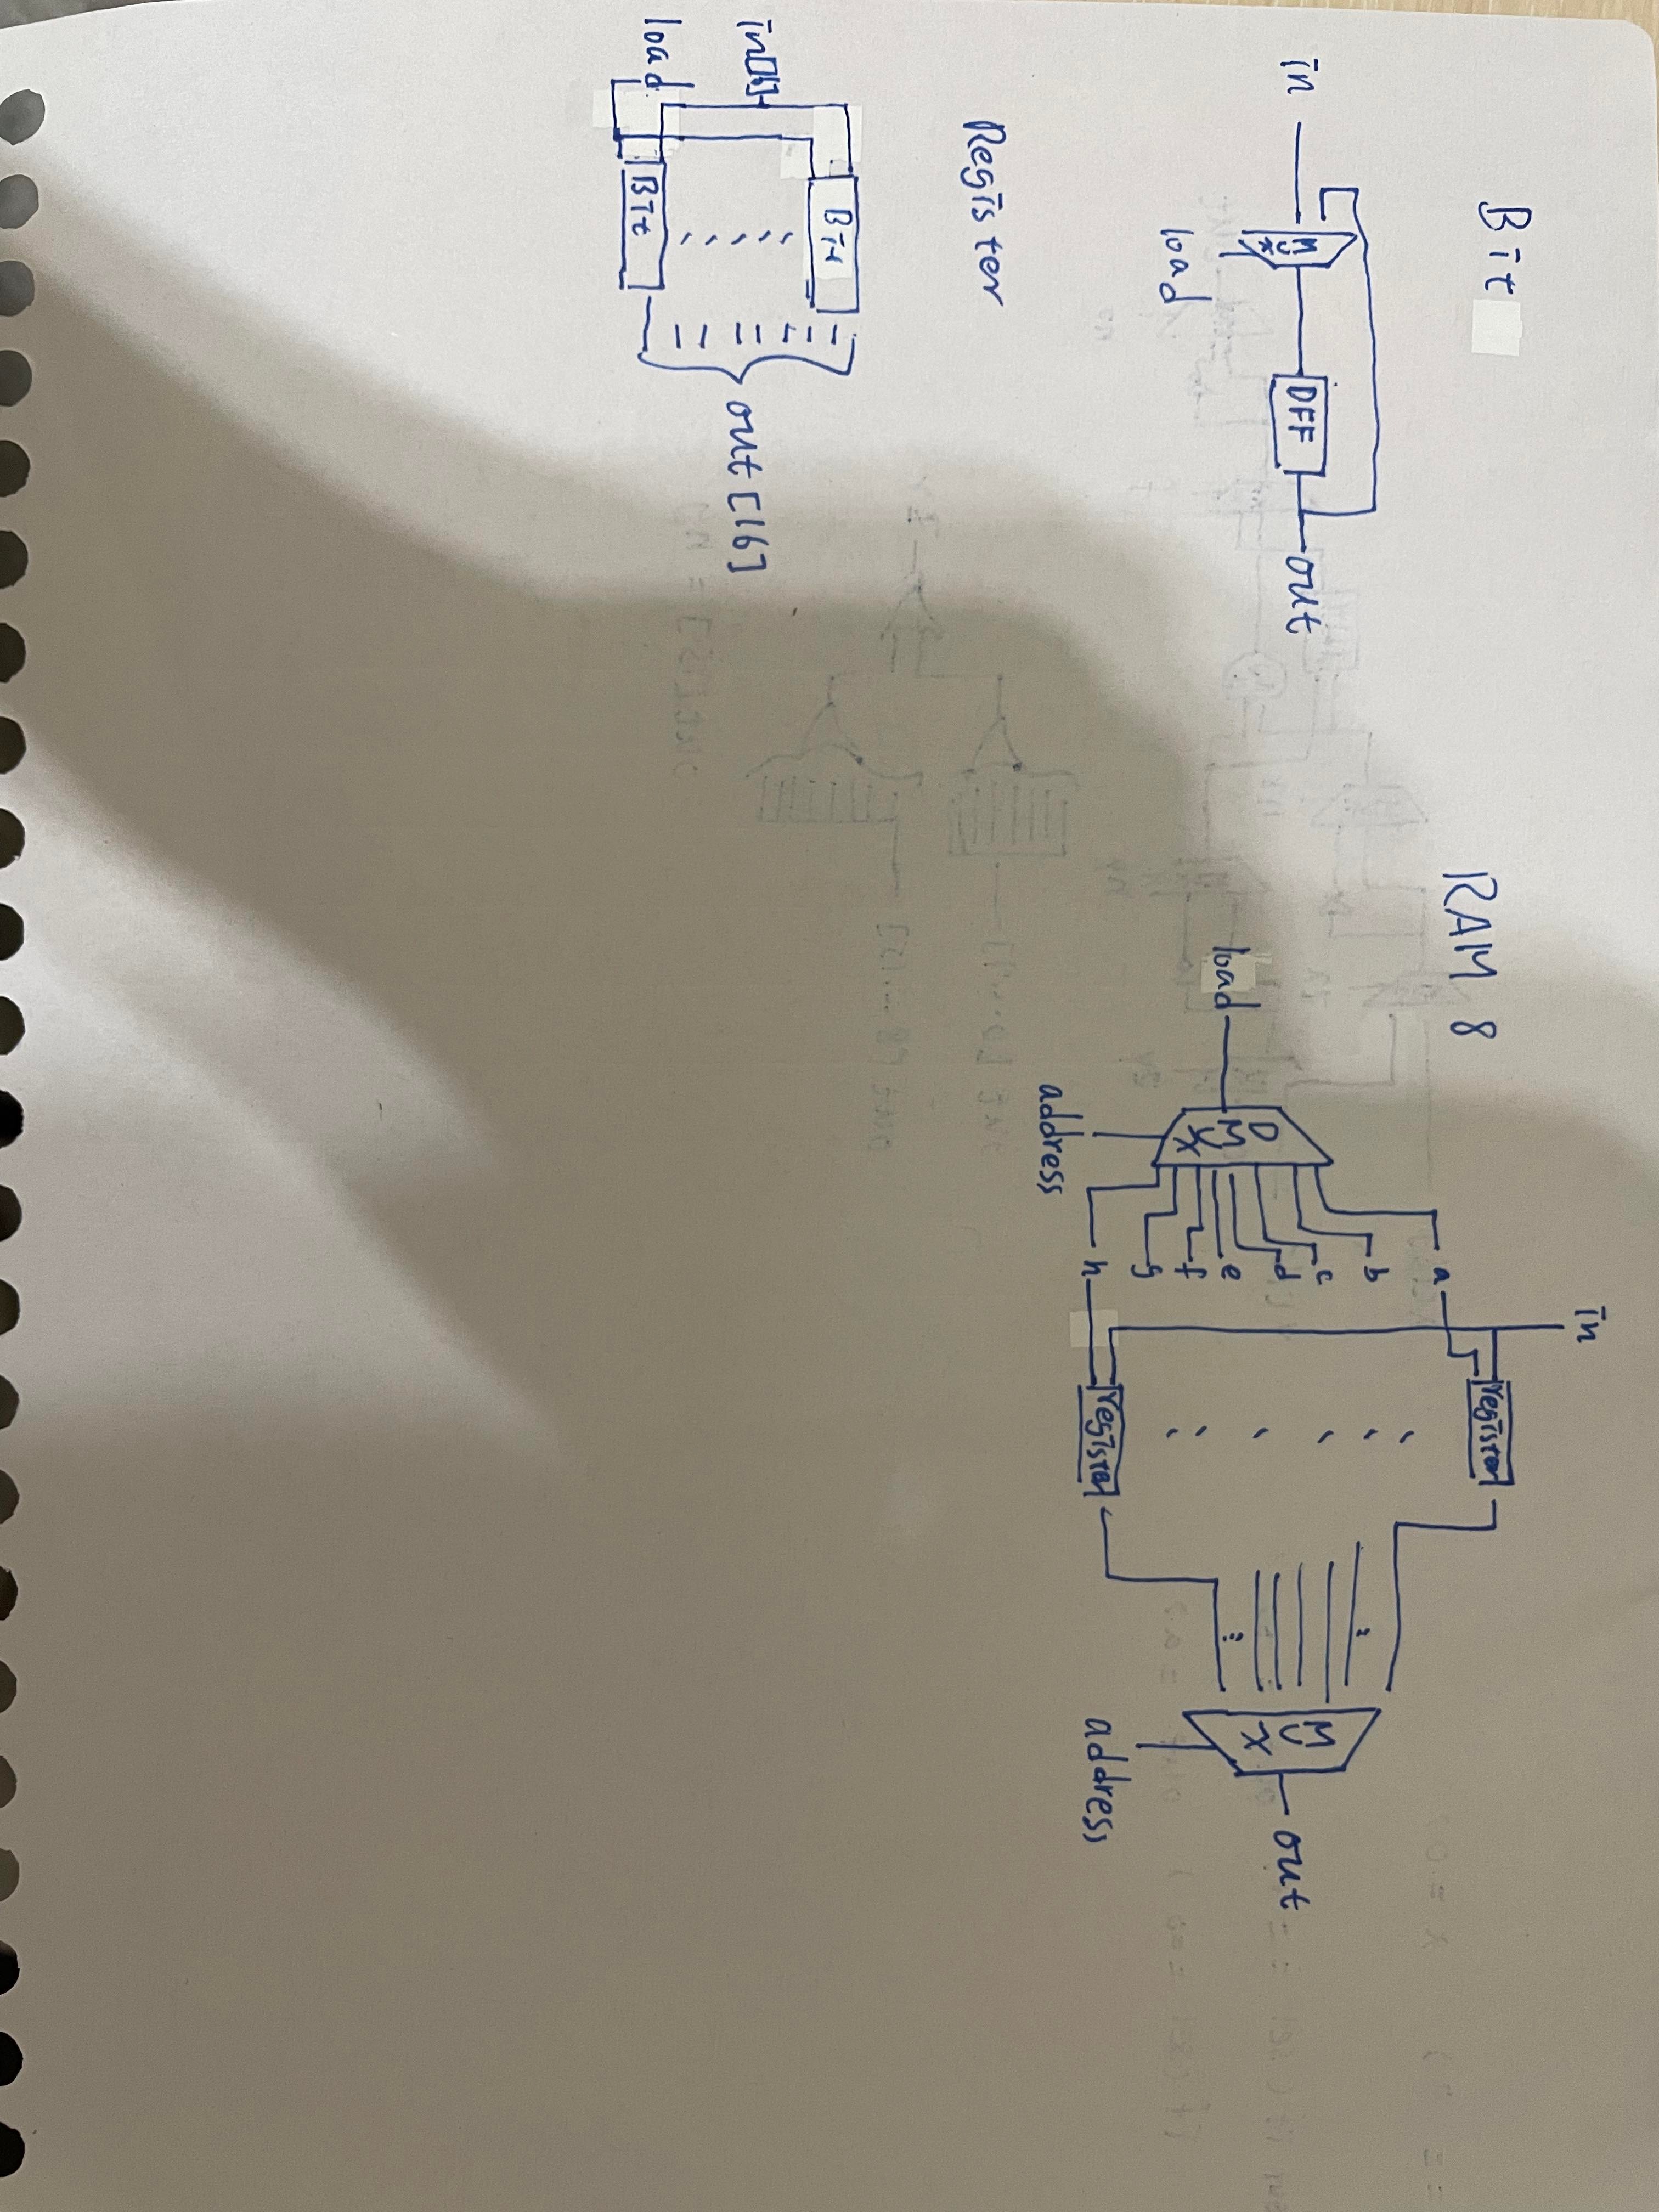 Bit
in
MUX
load
DFF
out
Register
in[16]
load
Bit
Bit
out[16]
RAM 8
in
load
DMUX
address
a
b
c
d
e
f
g
h
register
register
MUX
address
out